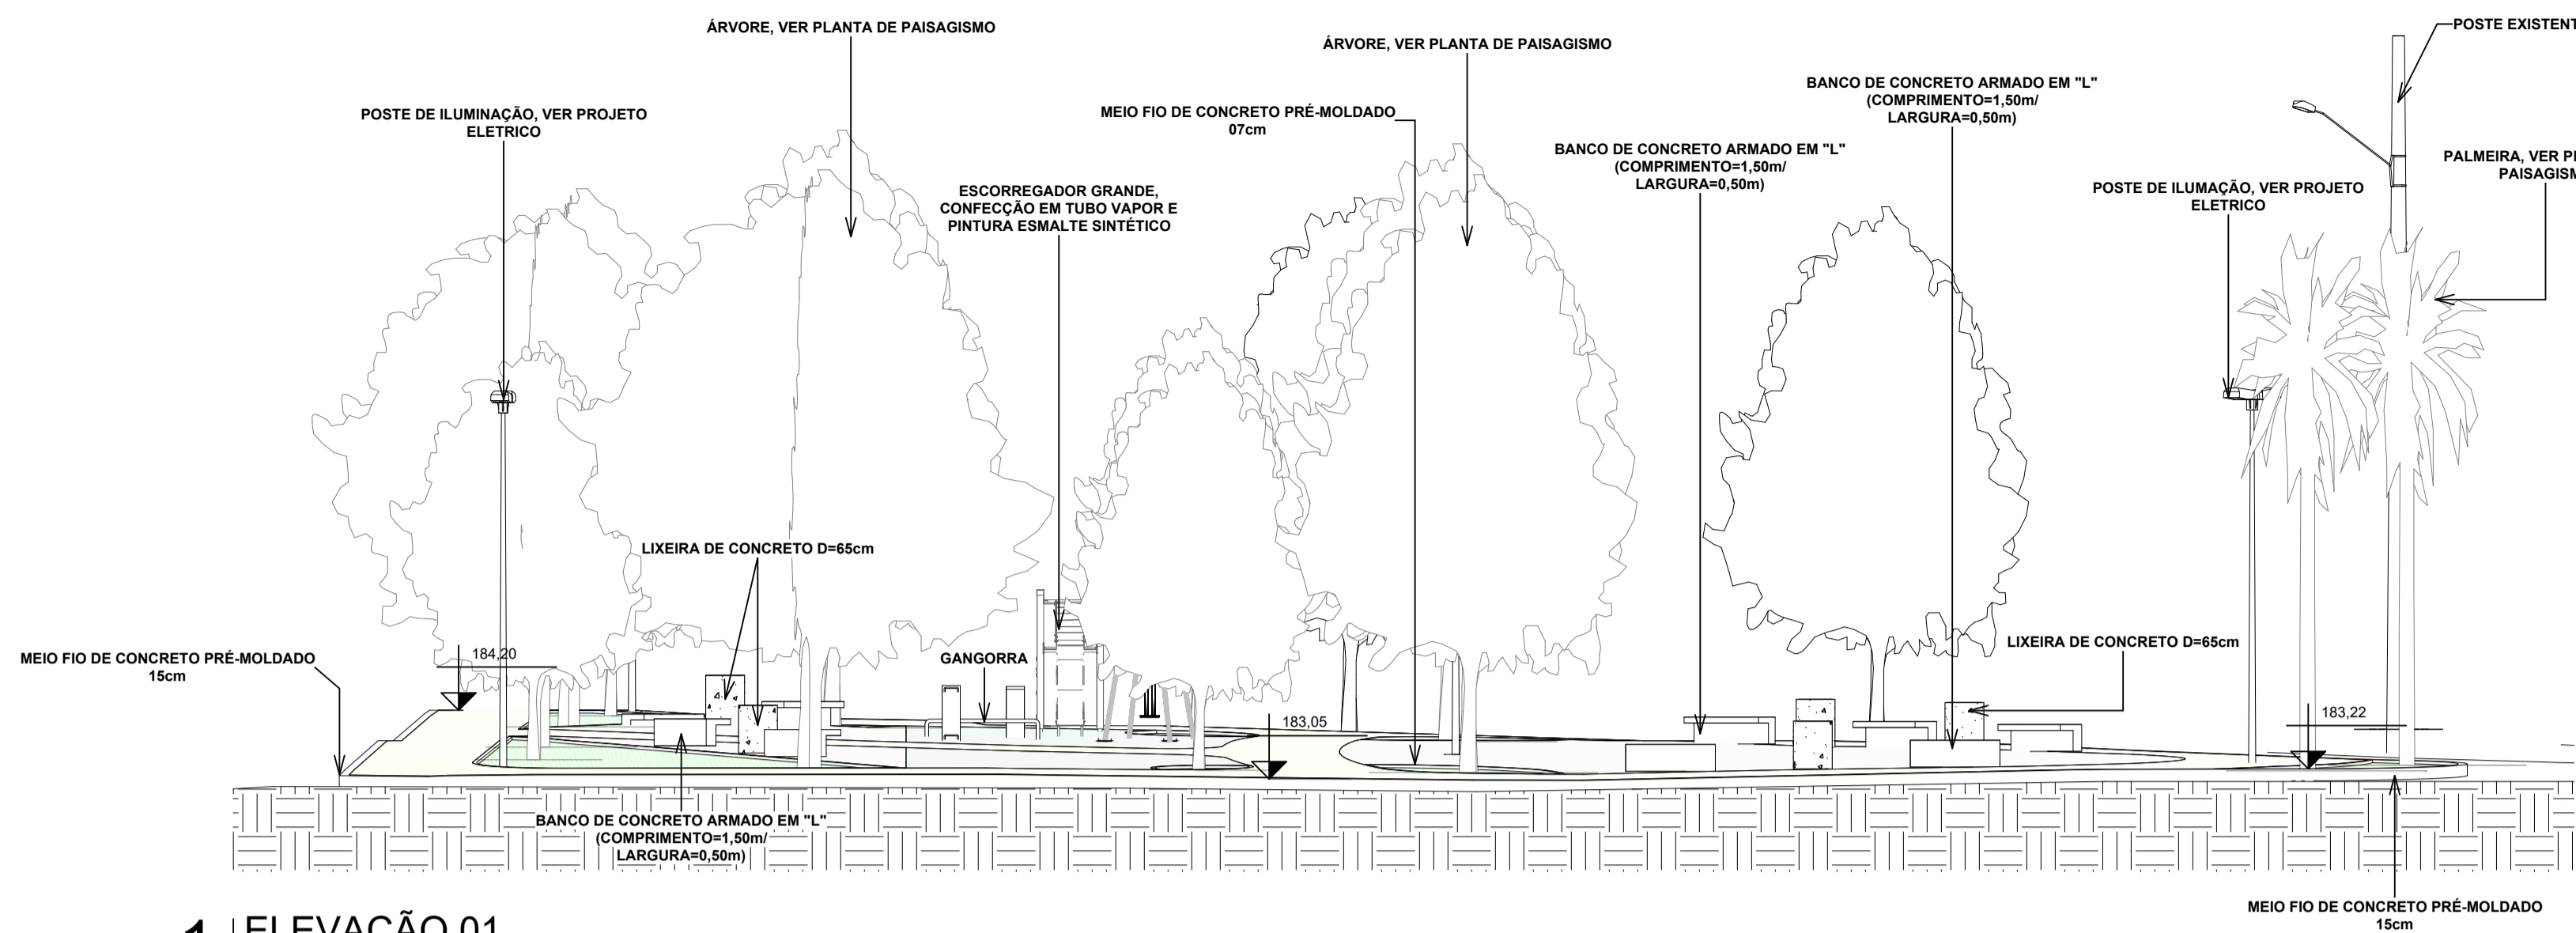 ÁRVORE, VER PLANTA DE PAISAGISMO
ÁRVORE, VER PLANTA DE PAISAGISMO
POSTE
POSTE DE ILUMINAÇÃO, VER PROJETO
ELETRICO
MEIO FIO DE CONCRETO PRÉ-MOLDADO
07cm
BANCO DE CONCRETO ARMADO EM "L"
(COMPRIMENTO=1,50m/
LARGURA=0,50m)
BANCO DE CONCRETO ARMADO EM "L"
(COMPRIMENTO=1,50m/
LARGURA=0,50m)
ESCORREGADOR GRANDE,
CONFECÇÃO EM TUBO VAPOR E
PINTURA ESMALTE SINTÉTICO
POSTE DE ILUMAÇÃO, VER PROJETO
ELETRICO
PALMEIRA, VER
LIXEIRA DE CONCRETO D=65cm
MEIO FIO DE CONCRETO PRÉ-MOLDADO
15cm
184,20
GANGORRA
LIXEIRA DE CONCRETO D=65cm
183,05
183,22
BANCO DE CONCRETO ARMADO EM "L"
(COMPRIMENTO=1,50m/
LARGURA=0,50m)
MEIO FIO DE CONCRETO PRÉ-MOLDADO
15cm
1 ELEVAÇÃO 01